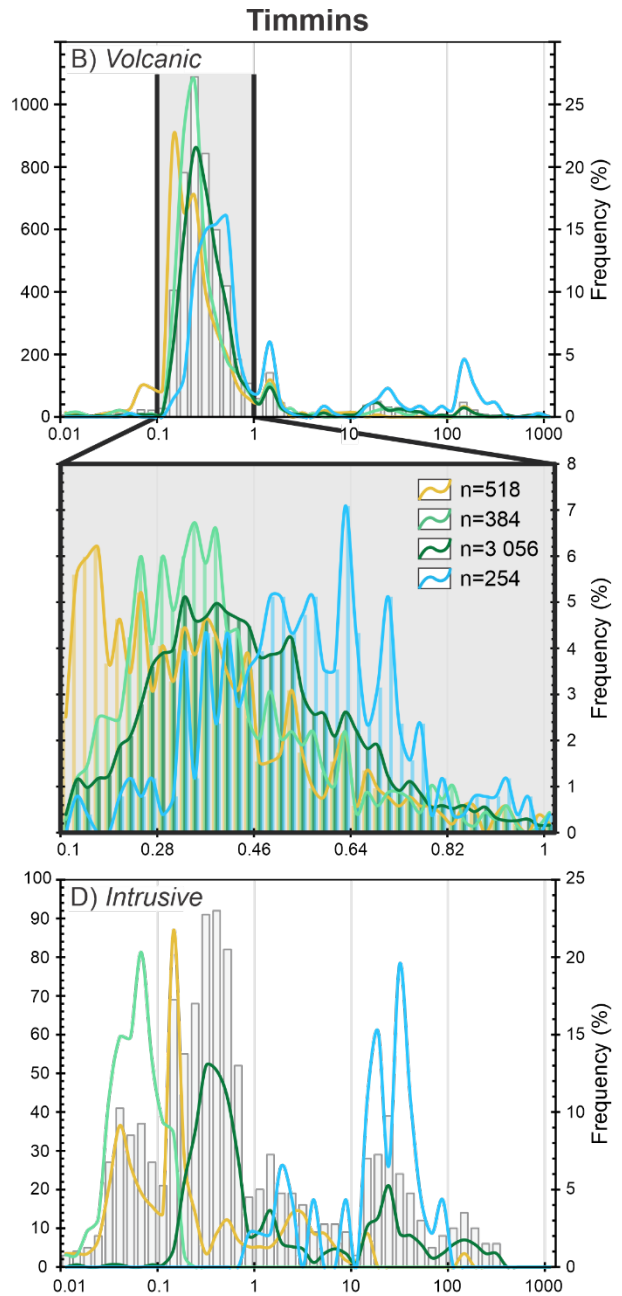 Timmins
B) Volcanic
1000
800
600
400
200
0
25
20
15
10
5
0
Frequency (%)
0.01 0.1 1 10 100 1000
n=518
n=384
n=3 056
n=254
8
7
6
5
4
3
2
1
0
Frequency (%)
0.1 0.28 0.46 0.64 0.82 1
D) Intrusive
100
90
80
70
60
50
40
30
20
10
0
25
20
15
10
5
0
Frequency (%)
0.01 0.1 1 10 100 1000